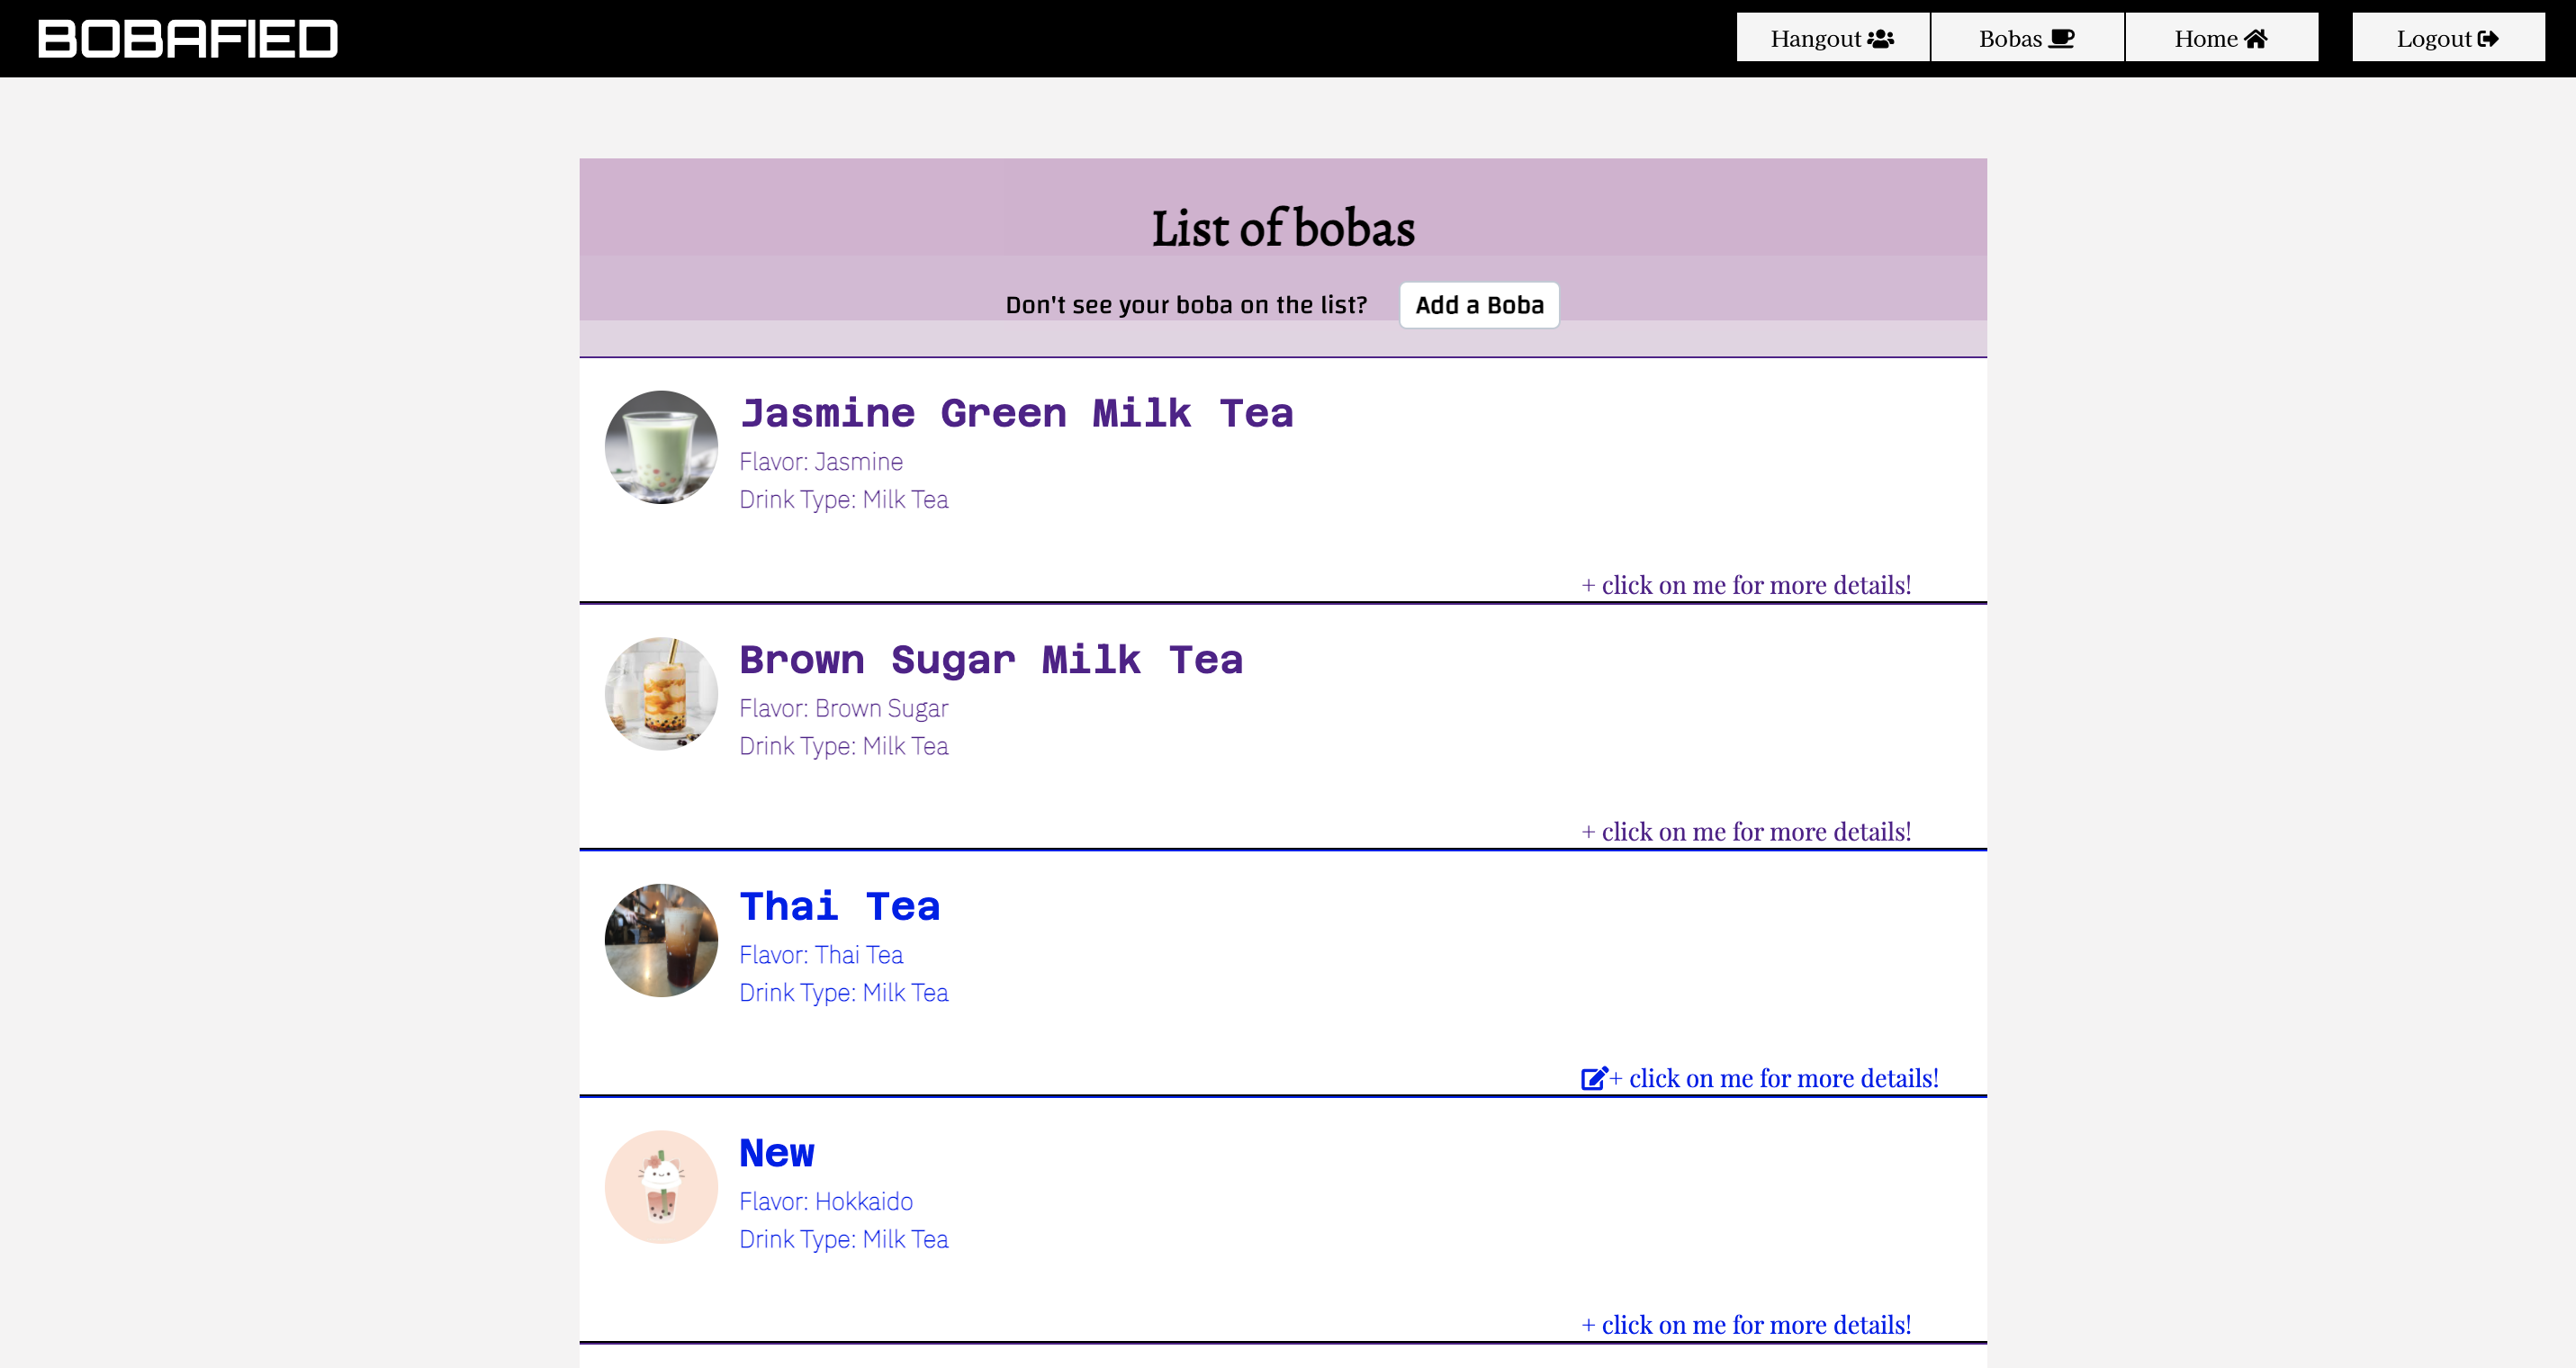 BOBAFIED
Hangout Bobas Home Logout
List of bobas
Don't see your boba on the list? Add a Boba
Jasmine Green Milk Tea
Flavor: Jasmine
Drink Type: Milk Tea
+ click on me for more details!
Brown Sugar Milk Tea
Flavor: Brown Sugar
Drink Type: Milk Tea
+ click on me for more details!
Thai Tea
Flavor: Thai Tea
Drink Type: Milk Tea
+ click on me for more details!
New
Flavor: Hokkaido
Drink Type: Milk Tea
+ click on me for more details!